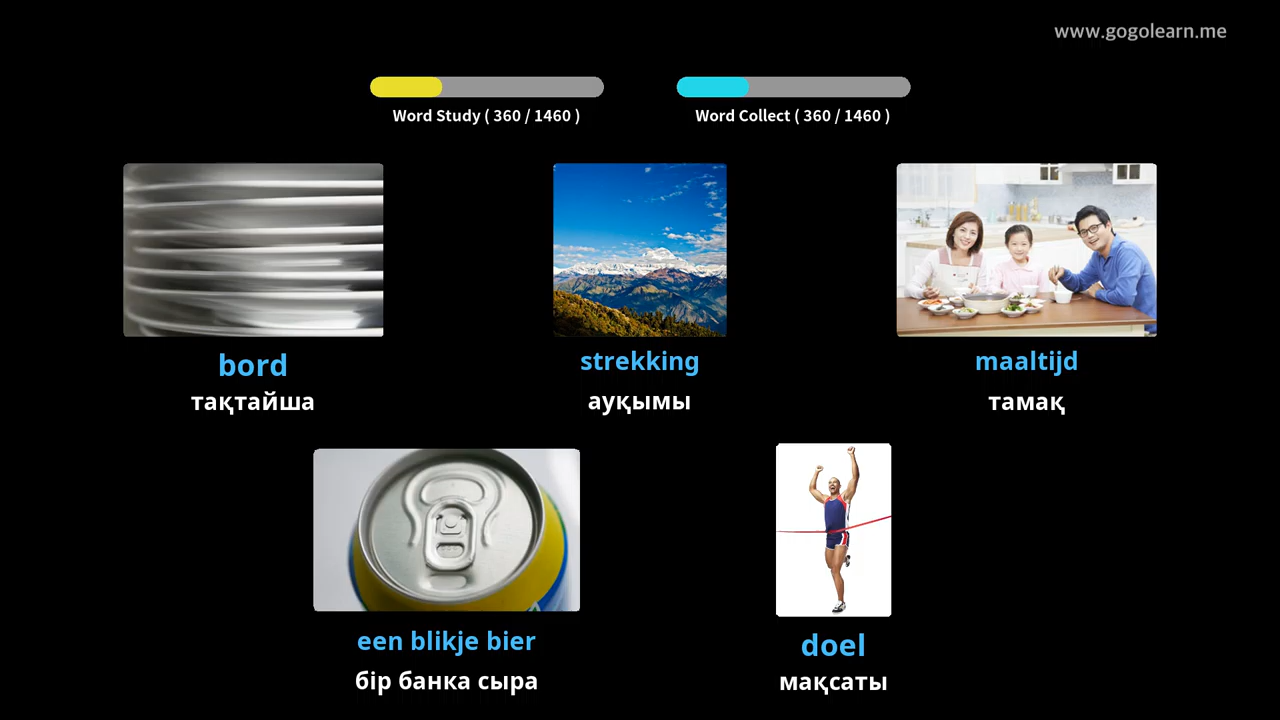 www.gogolearn.me
Word Study ( 360 / 1460 )
Word Collect ( 360 / 1460 )
bord
тақтайша
strekking
ауқымы
maaltijd
тамақ
een blikje bier
бір банка сыра
doel
мақсаты